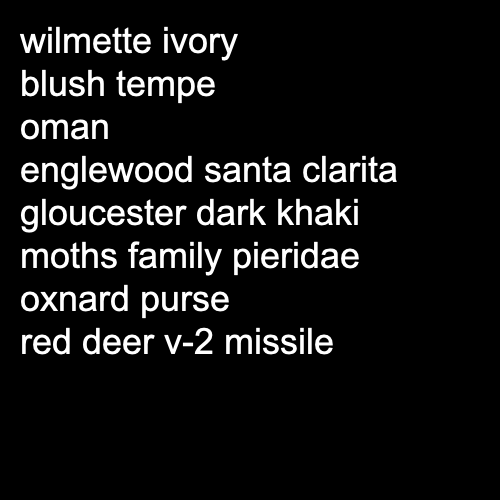 wilmette ivory
blush tempe
oman
englewood santa clarita
gloucester dark khaki
moths family pieridae
oxnard purse
red deer v-2 missile